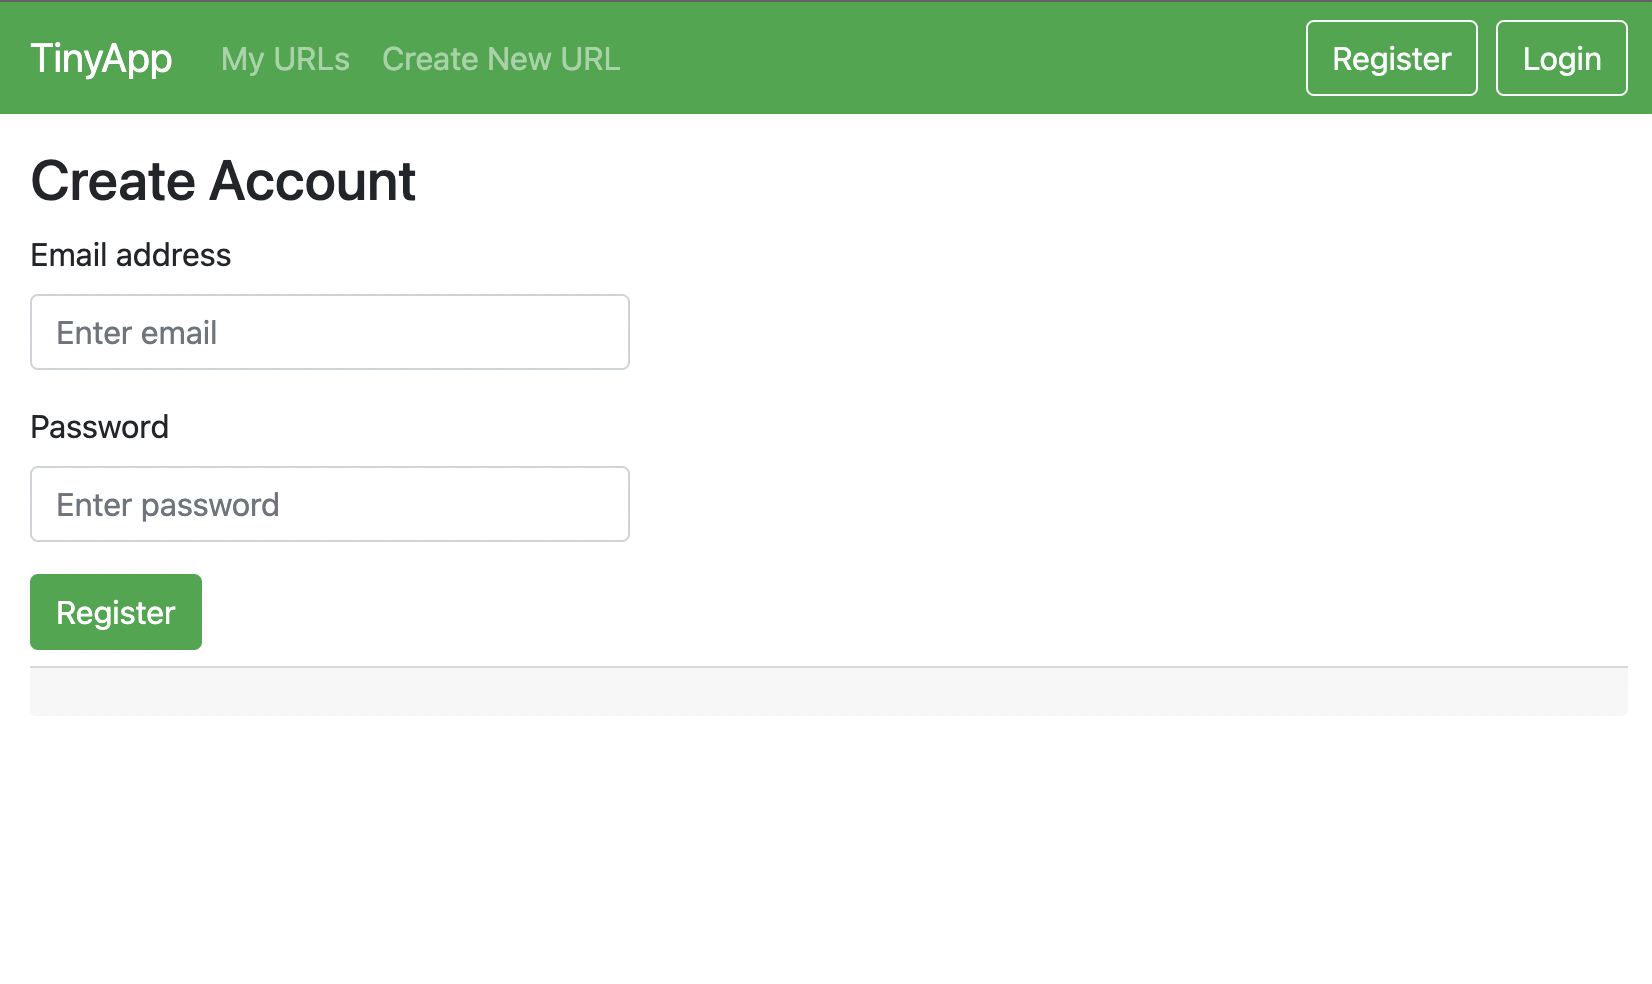 TinyApp My URLs Create New URL Register Login
Create Account
Email address
Enter email
Password
Enter password
Register